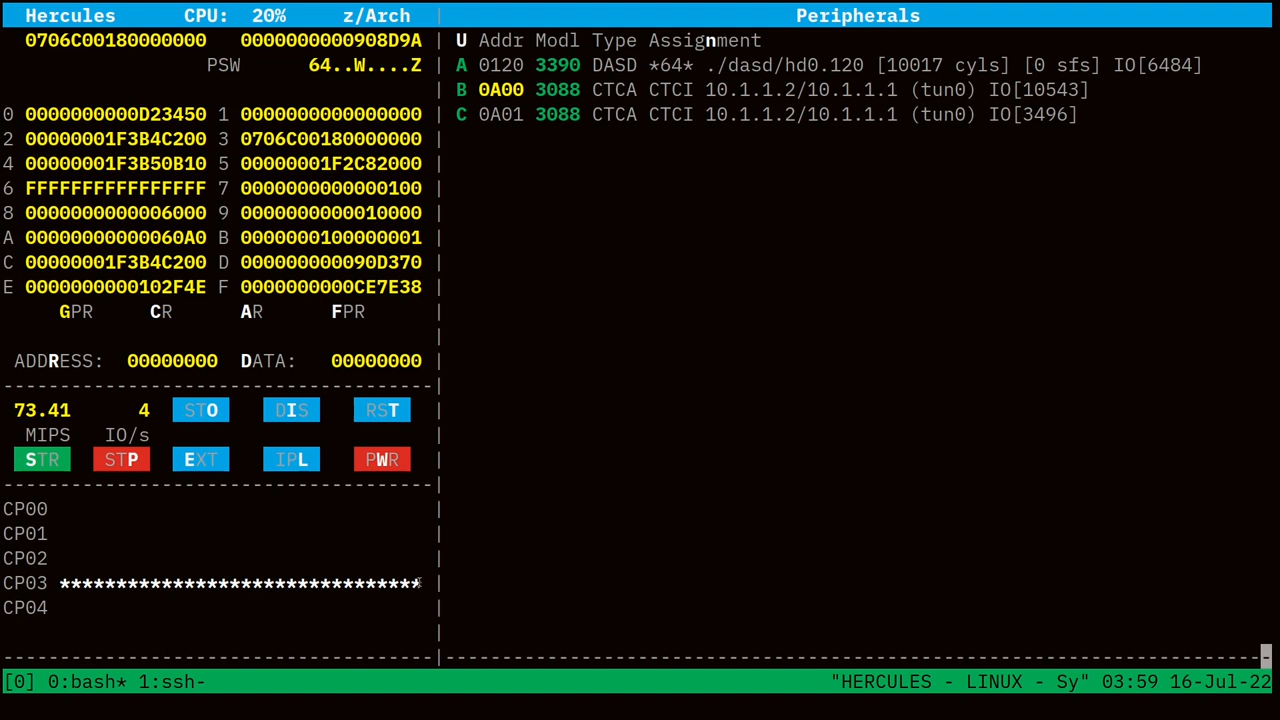 Hercules CPU: 20% z/Arch | Peripherals
0706C00180000000 0000000000908D9A | U Addr Modl Type Assignment
PSW 64..W....Z | A 0120 3390 DASD *64* ./dasd/hd0.120 [10017 cyls] [0 sfs] IO[6484]
| B 0A00 3088 CTCA CTCI 10.1.1.2/10.1.1.1 (tun0) IO[10543]
0 0000000000D23450 1 0000000000000000 | C 0A01 3088 CTCA CTCI 10.1.1.2/10.1.1.1 (tun0) IO[3496]
2 00000001F3B4C200 3 0706C00180000000 |
4 00000001F3B50B10 5 00000001F2C82000 |
6 FFFFFFFFFFFFFFFF 7 0000000000000100 |
8 0000000000006000 9 0000000000010000 |
A 00000000000060A0 B 0000000100000001 |
C 00000001F3B4C200 D 000000000090D370 |
E 0000000000102F4E F 0000000000CE7E38 |
GPR CR AR FPR |
|
ADDRESS: 00000000 DATA: 00000000 |
--------------------------------------|
73.41 4 STO DIS RST |
MIPS IO/s |
STR STP EXT IPL PWR |
--------------------------------------|
CP00 |
CP01 |
CP02 |
CP03 ******************************** |
CP04 |
|
--------------------------------------|-------------------------------------------------------------------------
[0] 0:bash* 1:ssh- "HERCULES - LINUX - Sy" 03:59 16-Jul-22